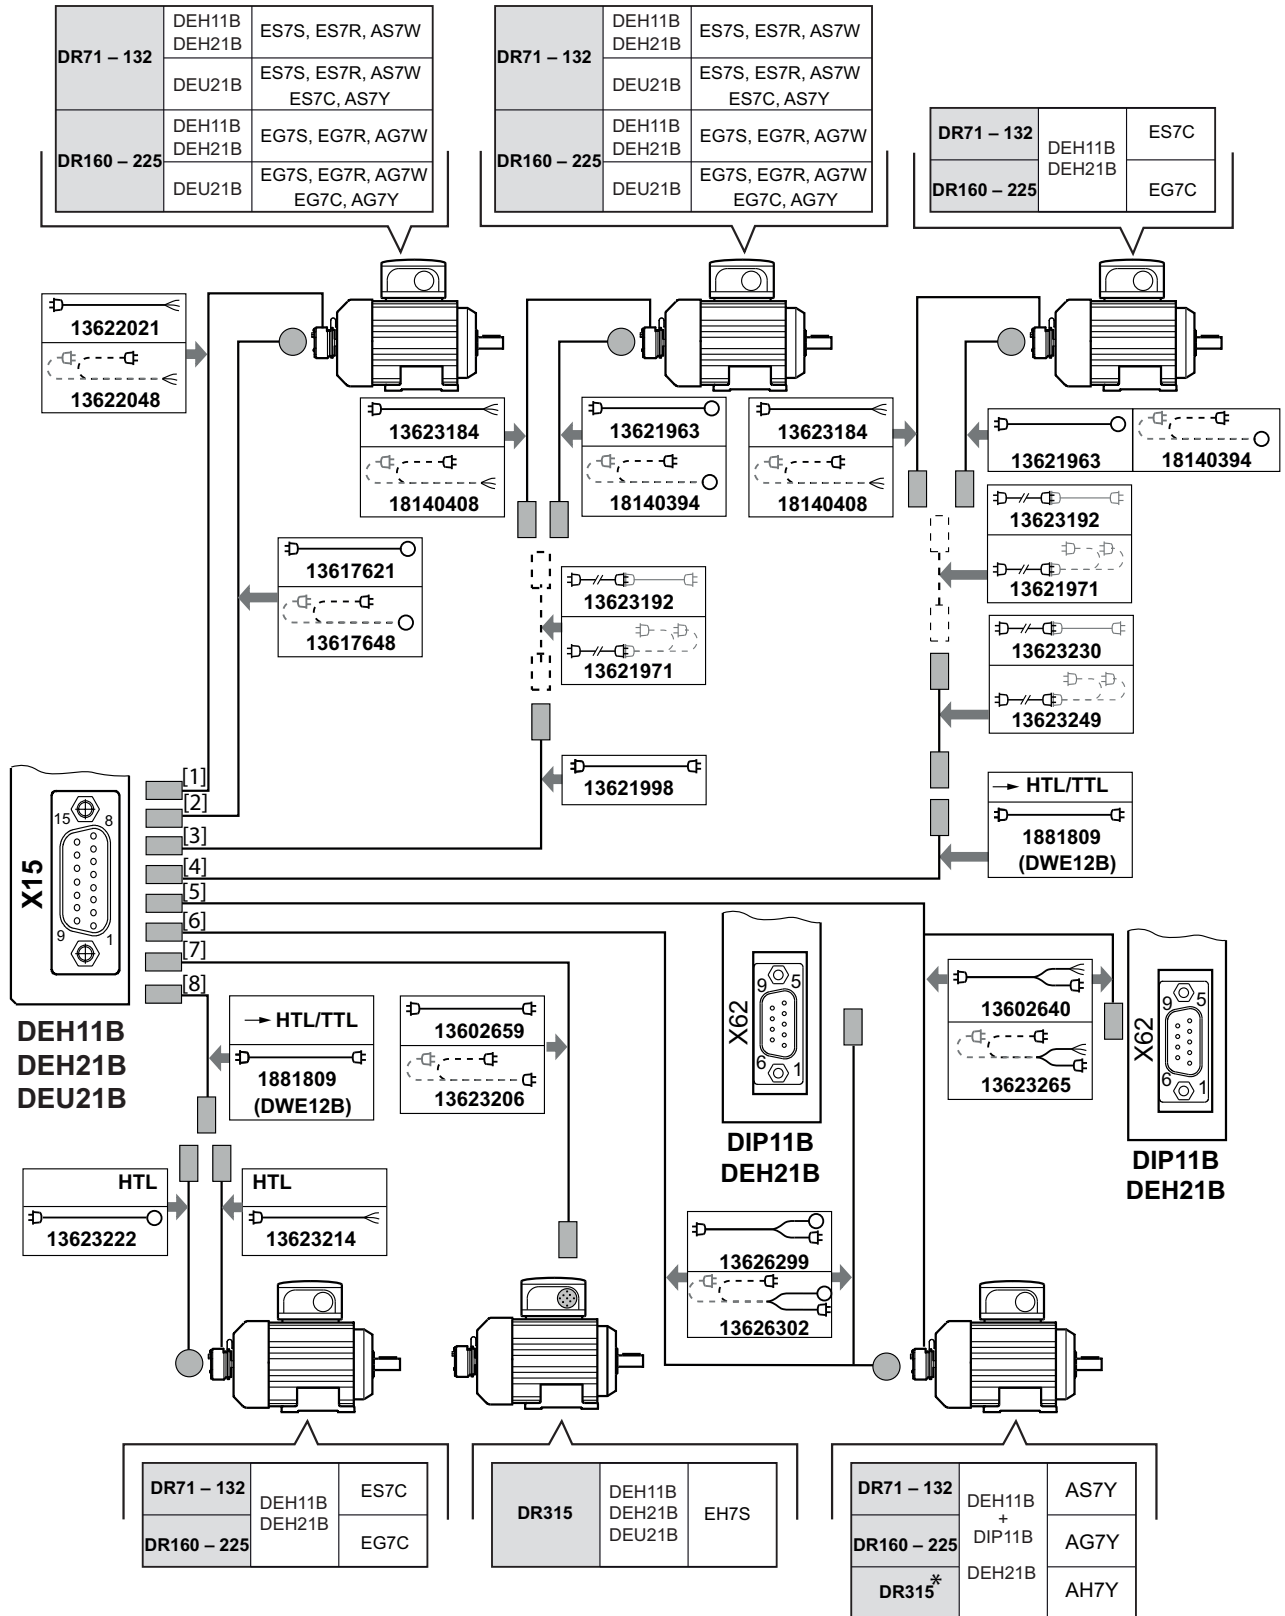 DR71 – 132
DEH11B
DEH21B
ES7S, ES7R, AS7W
DEU21B
ES7S, ES7R, AS7W
ES7C, AS7Y
DR160 – 225
DEH11B
DEH21B
EG7S, EG7R, AG7W
DEU21B
EG7S, EG7R, AG7W
EG7C, AG7Y
DR71 – 132
DEH11B
DEH21B
ES7S, ES7R, AS7W
DEU21B
ES7S, ES7R, AS7W
ES7C, AS7Y
DR160 – 225
DEH11B
DEH21B
EG7S, EG7R, AG7W
DEU21B
EG7S, EG7R, AG7W
EG7C, AG7Y
DR71 – 132
DR160 – 225
DEH11B
DEH21B
ES7C
EG7C
13622021
13622048
13623184
18140408
13621963
18140394
13623184
18140408
13621963
18140394
13617621
13617648
13623192
13621971
13623192
13621971
13623230
13623249
13621998
→ HTL/TTL
1881809
(DWE12B)
X15
15
8
9
1
[1]
[2]
[3]
[4]
[5]
[6]
[7]
[8]
DEH11B
DEH21B
DEU21B
→ HTL/TTL
1881809
(DWE12B)
13602659
13623206
X62
9
5
6
1
DIP11B
DEH21B
13602640
13623265
X62
9
5
6
1
DIP11B
DEH21B
HTL
13623222
HTL
13623214
13626299
13626302
DR71 – 132
DR160 – 225
DEH11B
DEH21B
ES7C
EG7C
DR315
DEH11B
DEH21B
DEU21B
EH7S
DR71 – 132
DR160 – 225
DR315*
DEH11B
+
DIP11B
DEH21B
AS7Y
AG7Y
AH7Y